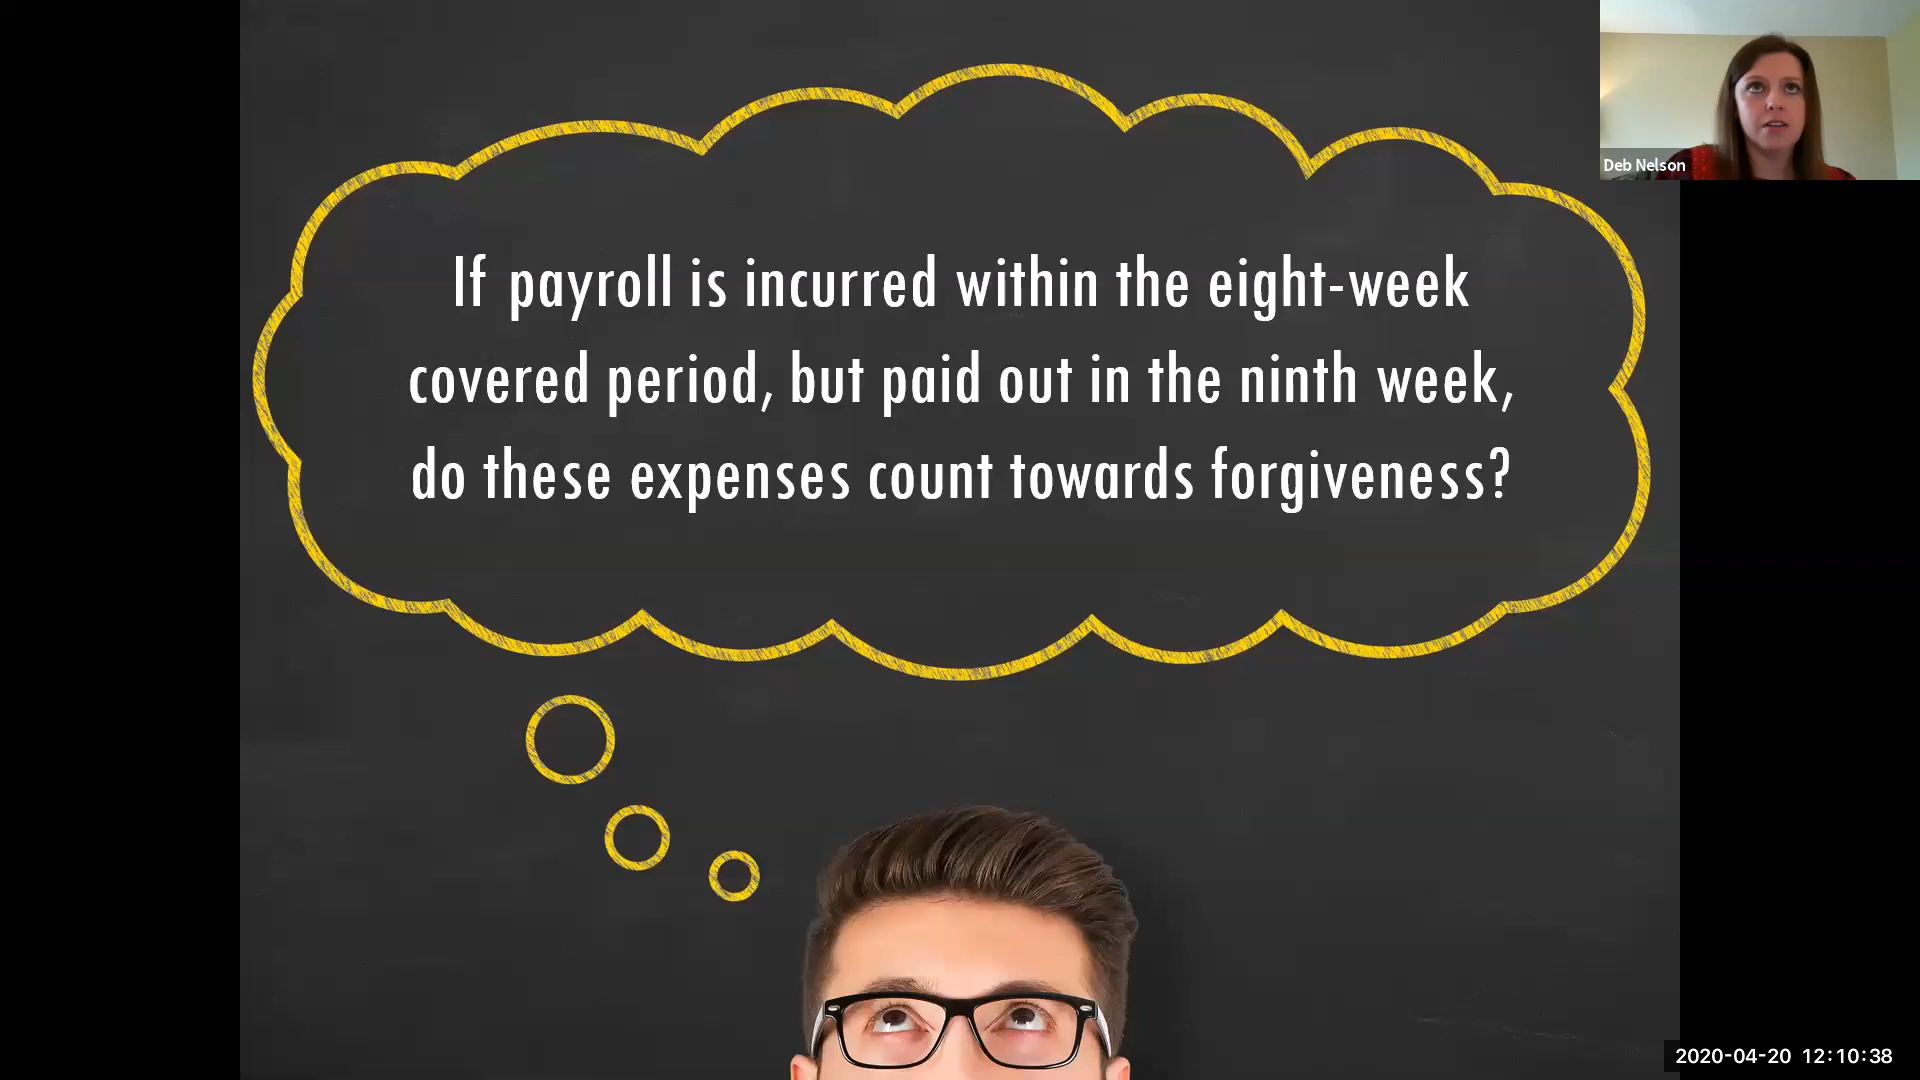 Deb Nelson
If payroll is incurred within the eight-week
covered period, but paid out in the ninth week,
do these expenses count towards forgiveness?
2020-04-20 12:10:38